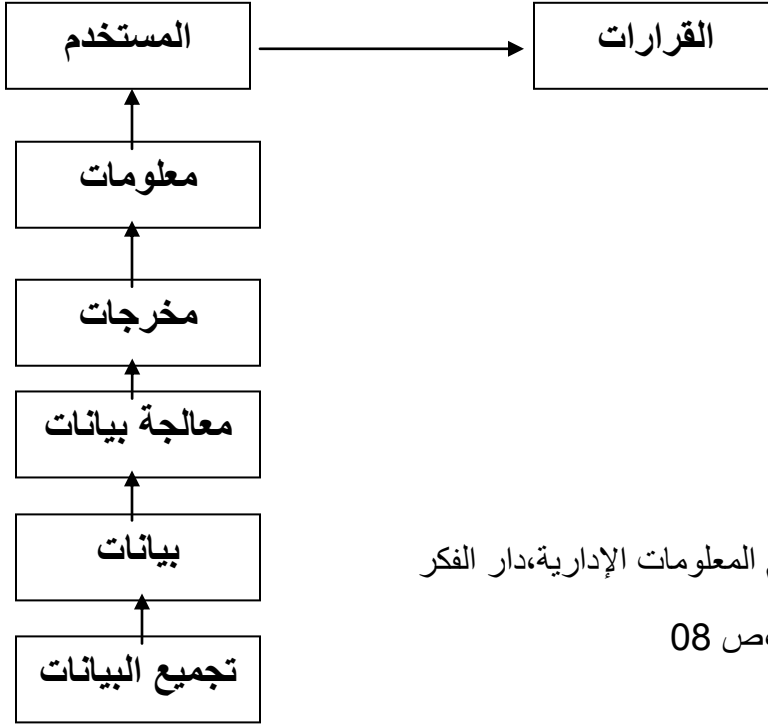 المستخدم
القرارات
معلومات
مخرجات
معالجة بيانات
بيانات
المعلومات الإدارية،دار الفكر
ص 08
تجميع البيانات